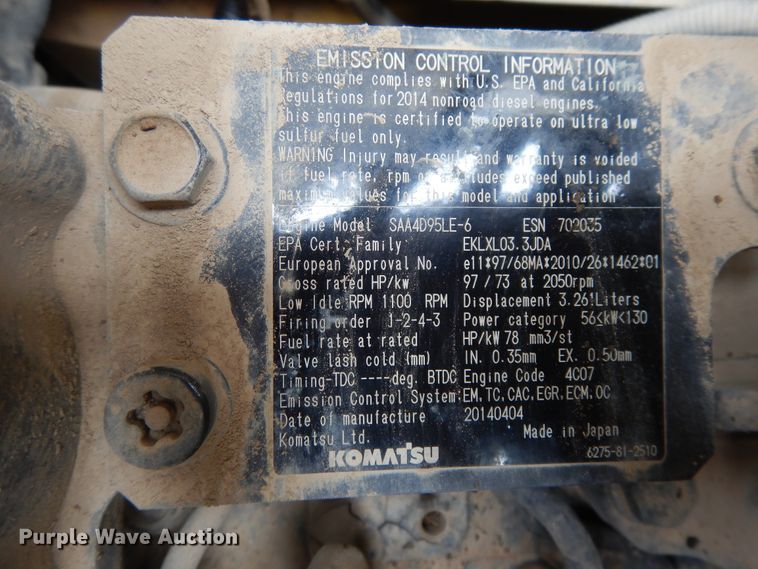 EMISSION CONTROL INFORMATION
This engine complies with U.S. EPA and California
Regulations for 2014 nonroad diesel engines.
This engine is certified to operate on ultra low
sulfur fuel only.
WARNING Injury may result and warranty is voided
if fuel rate, rpm or altitudes exceed published
maximum values for this model and application
Engine Model SAA4D95LE-6 ESN 702035
EPA Cert. Family EKLXL03.3JDA
European Approval No. e11*97/68MA*2010/26*1462*01
Gross rated HP/kw 97 / 73 at 2050rpm
Low Idle RPM 1100 RPM Displacement 3.26 Liters
Firing order 1-2-4-3 Power category 56≤kW<130
Fuel rate at rated HP/kW 78 mm3/st
Valve lash cold (mm) IN. 0.35mm EX. 0.50mm
Timing-TDC ----deg. BTDC Engine Code 4C07
Emission Control System:EM,TC,CAC,EGR,ECM,OC
Date of manufacture 20140404
Komatsu Ltd. Made in Japan
KOMATSU 6275-81-2510
Purple Wave Auction